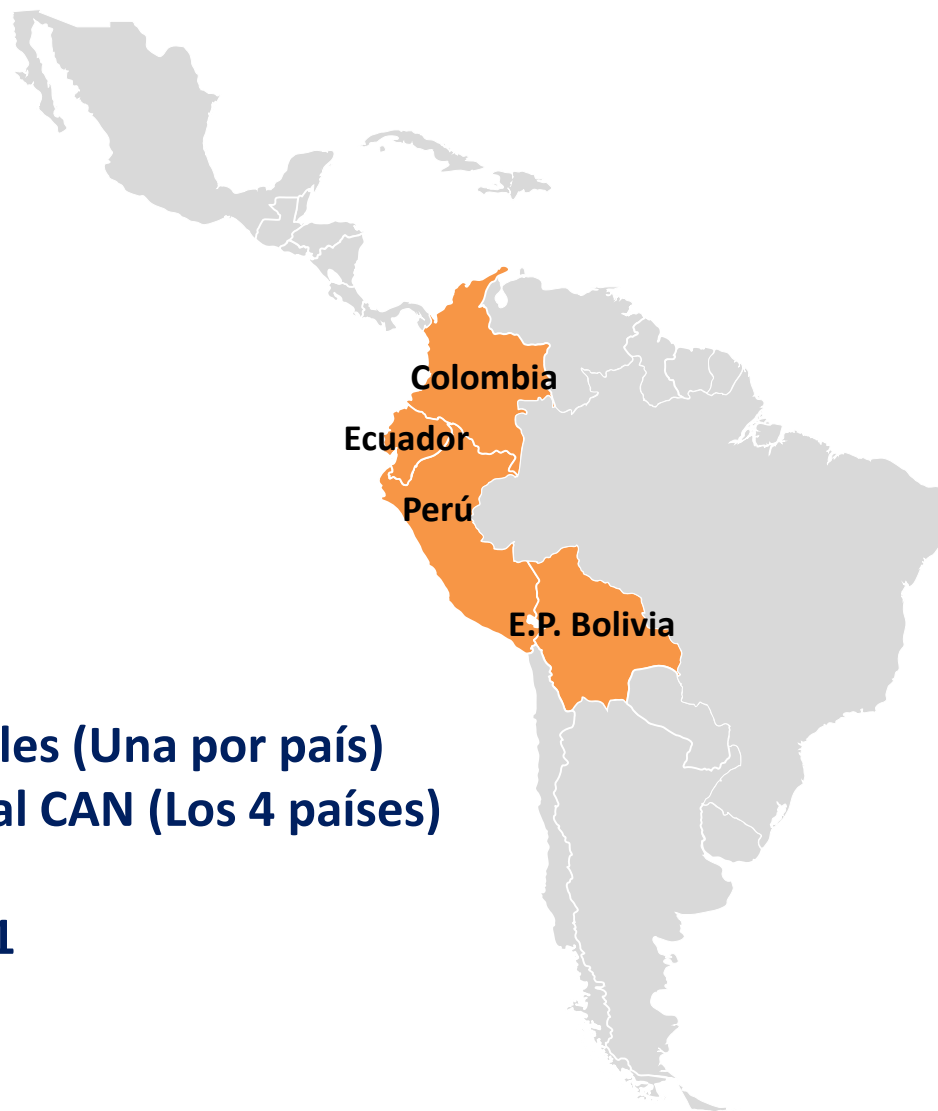 Colombia
Ecuador
Perú
E.P. Bolivia
les (Una por país)
al CAN (Los 4 países)
1